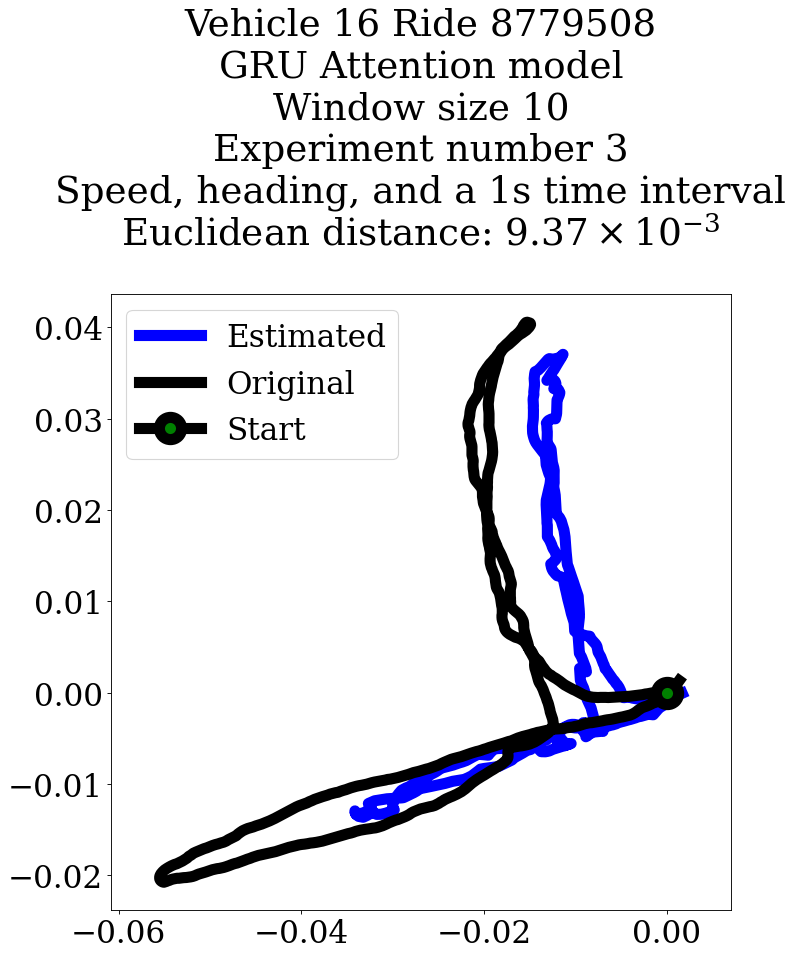 Vehicle 16 Ride 8779508
GRU Attention model
Window size 10
Experiment number 3
Speed, heading, and a 1s time interval
Euclidean distance: 9.37 × 10⁻³
Estimated
Original
Start
0.04
0.03
0.02
0.01
0.00
−0.01
−0.02
−0.06 −0.04 −0.02 0.00